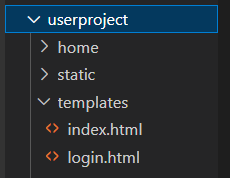 userproject
home
static
templates
index.html
login.html